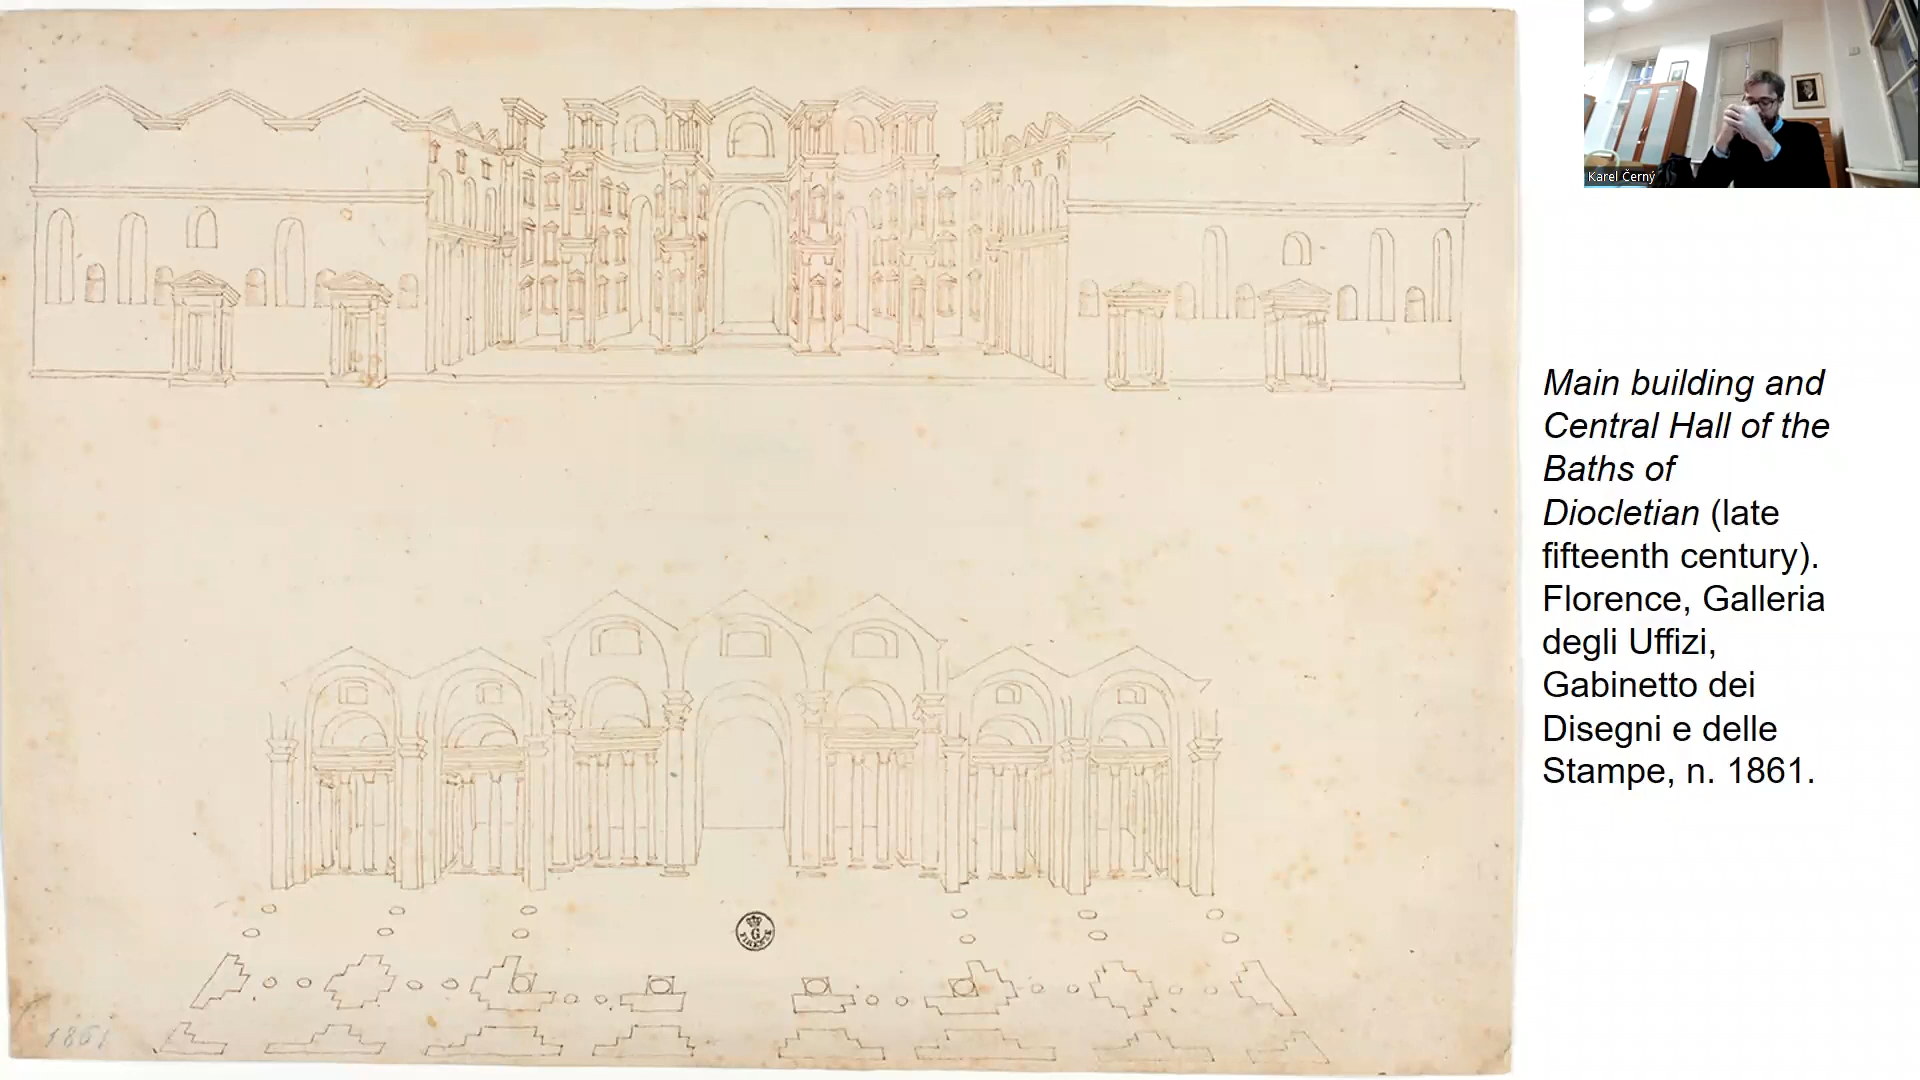 Karel Černý
Main building and
Central Hall of the
Baths of
Diocletian (late
fifteenth century).
Florence, Galleria
degli Uffizi,
Gabinetto dei
Disegni e delle
Stampe, n. 1861.
G
FIRENZE
1861